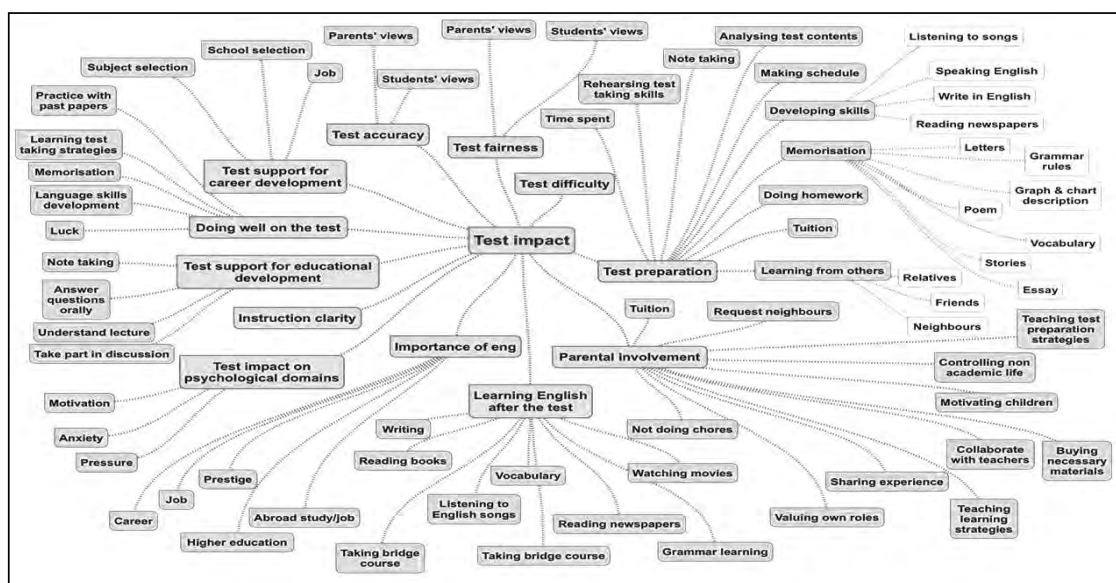 Parents' views
Parents' views
Students' views
Analysing test contents
Listening to songs
School selection
Note taking
Subject selection
Job
Students' views
Rehearsing test
taking skills
Making schedule
Speaking English
Practice with
past papers
Time spent
Developing skills
Write in English
Test accuracy
Test fairness
Reading newspapers
Learning test
taking strategies
Memorisation
Letters
Grammar
rules
Memorisation
Test support for
career development
Test difficulty
Doing homework
Graph & chart
description
Language skills
development
Poem
Luck
Doing well on the test
Test impact
Tuition
Vocabulary
Note taking
Test support for educational
development
Test preparation
Learning from others
Stories
Relatives
Essay
Answer
questions
orally
Friends
Instruction clarity
Tuition
Request neighbours
Neighbours
Teaching test
preparation
strategies
Understand lecture
Take part in discussion
Importance of eng
Parental involvement
Controlling non
academic life
Test impact on
psychological domains
Motivation
Learning English
after the test
Motivating children
Anxiety
Writing
Not doing chores
Pressure
Reading books
Collaborate
with teachers
Buying
necessary
materials
Prestige
Vocabulary
Watching movies
Sharing experience
Job
Listening to
English songs
Career
Abroad study/job
Reading newspapers
Valuing own roles
Teaching
learning
strategies
Higher education
Taking bridge
course
Taking bridge course
Grammar learning